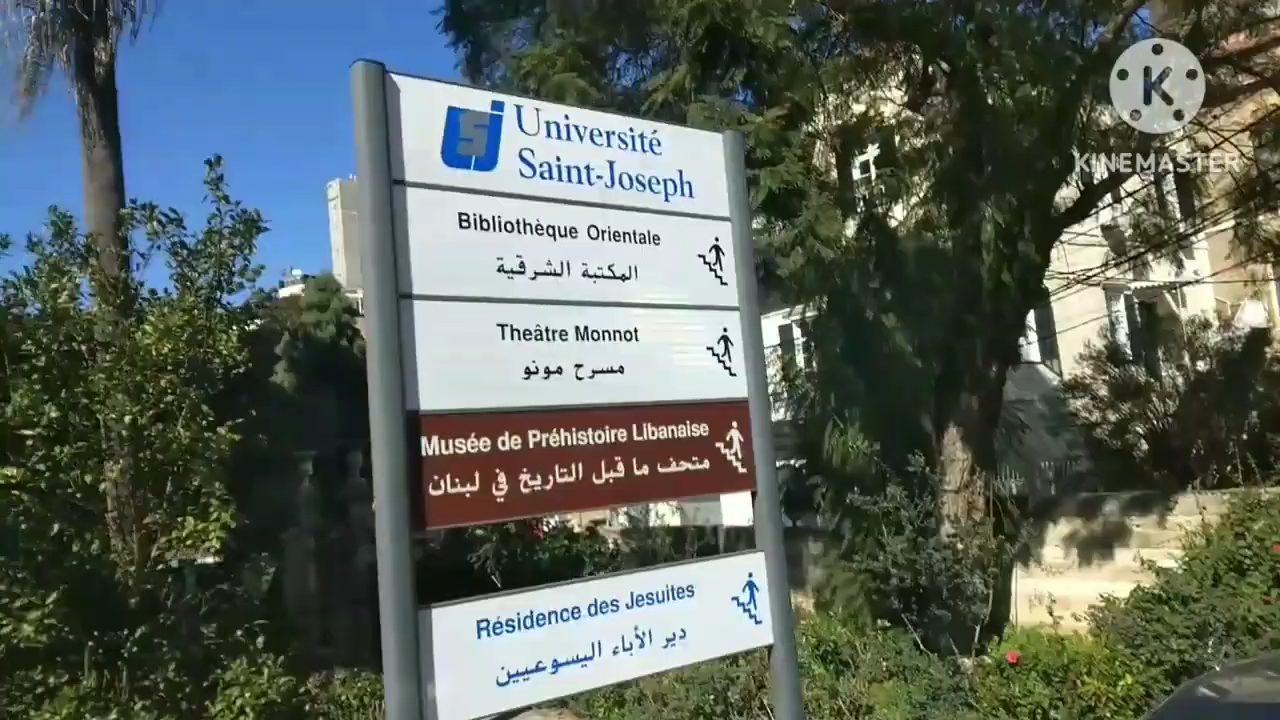 usj
Université
Saint-Joseph
Bibliothèque Orientale
المكتبة الشرقية
Theâtre Monnot
مسرح مونو
Musée de Préhistoire Libanaise
متحف ما قبل التاريخ في لبنان
Résidence des Jesuites
دير الأباء اليسوعيين
K
KINEMASTER